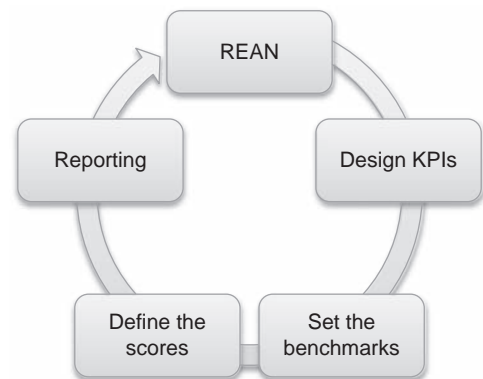 REAN
Design KPIs
Set the
benchmarks
Define the
scores
Reporting